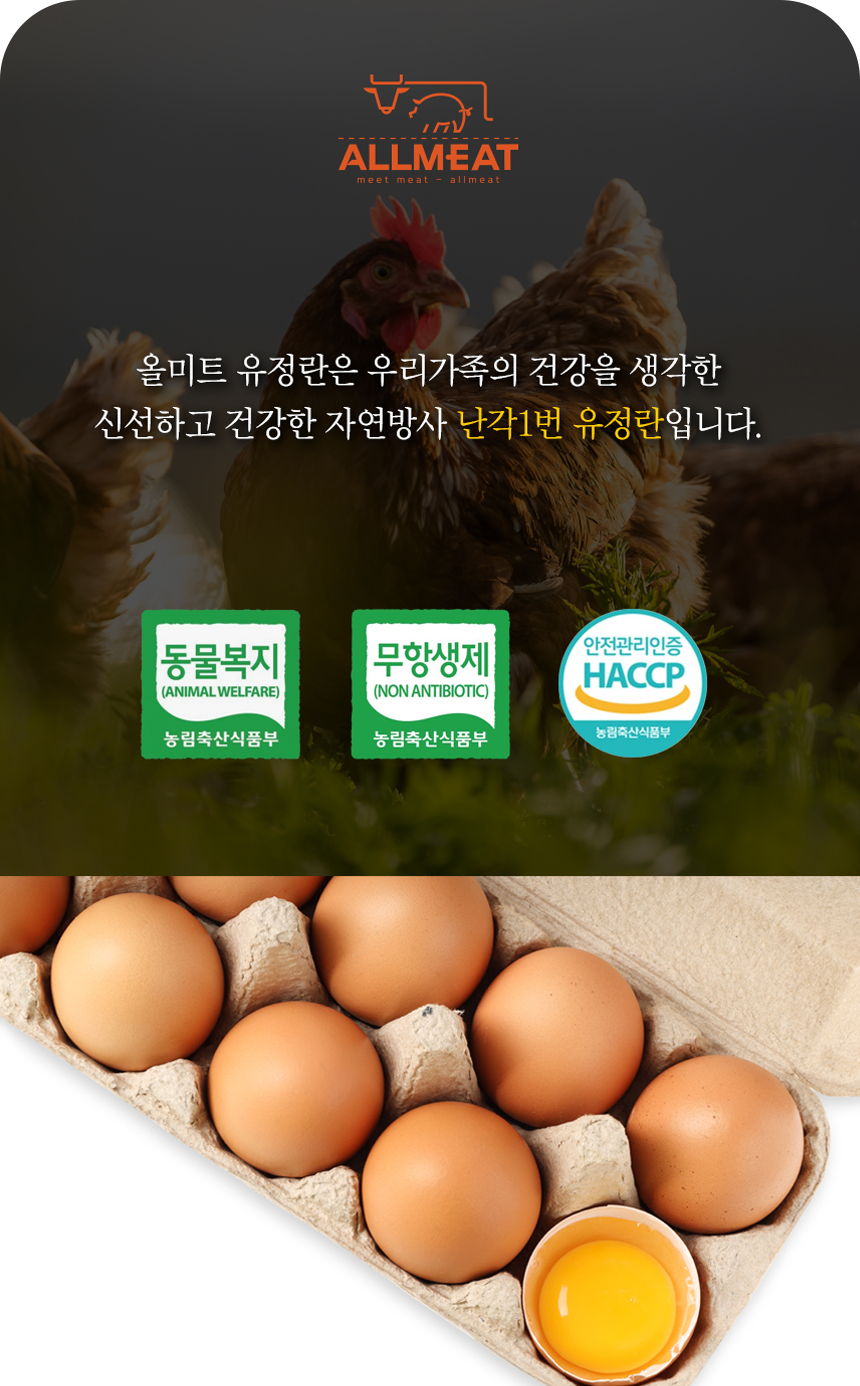 ALLMEAT
meet meat - allmeat
올미트 유정란은 우리가족의 건강을 생각한
신선하고 건강한 자연방사 난각1번 유정란입니다.
동물복지
(ANIMAL WELFARE)
농림축산식품부
무항생제
(NON ANTIBIOTIC)
농림축산식품부
안전관리인증
HACCP
농림축산식품부